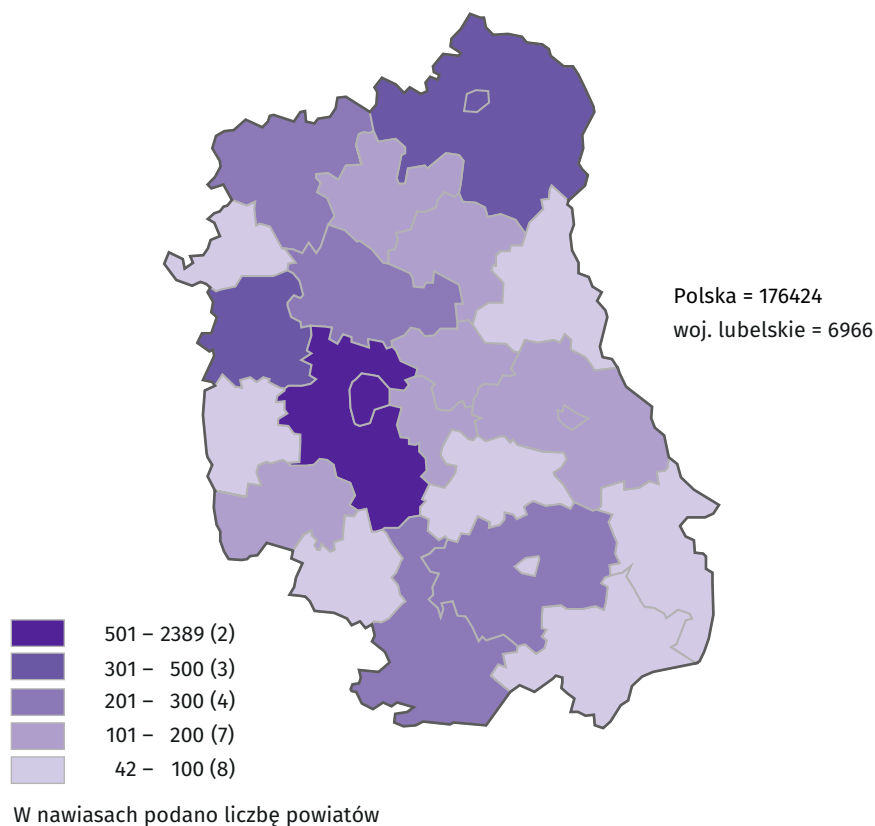 Polska = 176424
woj. lubelskie = 6966
501 – 2389 (2)
301 – 500 (3)
201 – 300 (4)
101 – 200 (7)
42 – 100 (8)
W nawiasach podano liczbę powiatów